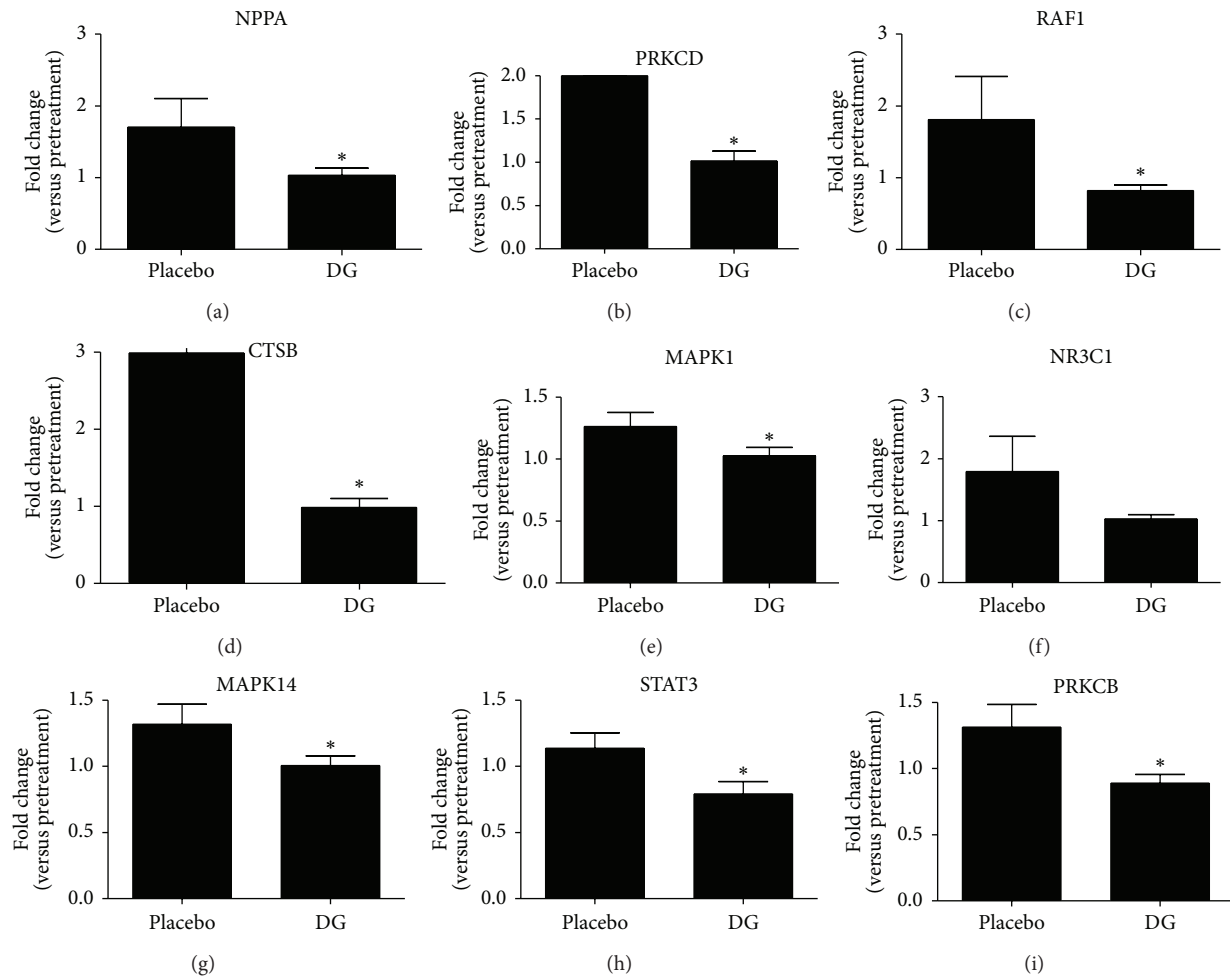 NPPA
Fold change
(versus pretreatment)
3
2
1
0
Placebo DG
(a)
PRKCD
Fold change
(versus pretreatment)
2.0
1.5
1.0
0.5
0.0
Placebo DG
(b)
RAF1
Fold change
(versus pretreatment)
3
2
1
0
*
Placebo DG
(c)
CTSB
Fold change
(versus pretreatment)
3
2
1
0
*
Placebo DG
(d)
MAPK1
Fold change
(versus pretreatment)
1.5
1.0
0.5
0.0
*
Placebo DG
(e)
NR3C1
Fold change
(versus pretreatment)
3
2
1
0
Placebo DG
(f)
MAPK14
Fold change
(versus pretreatment)
1.5
1.0
0.5
0.0
*
Placebo DG
(g)
STAT3
Fold change
(versus pretreatment)
1.5
1.0
0.5
0.0
*
Placebo DG
(h)
PRKCB
Fold change
(versus pretreatment)
1.5
1.0
0.5
0.0
*
Placebo DG
(i)